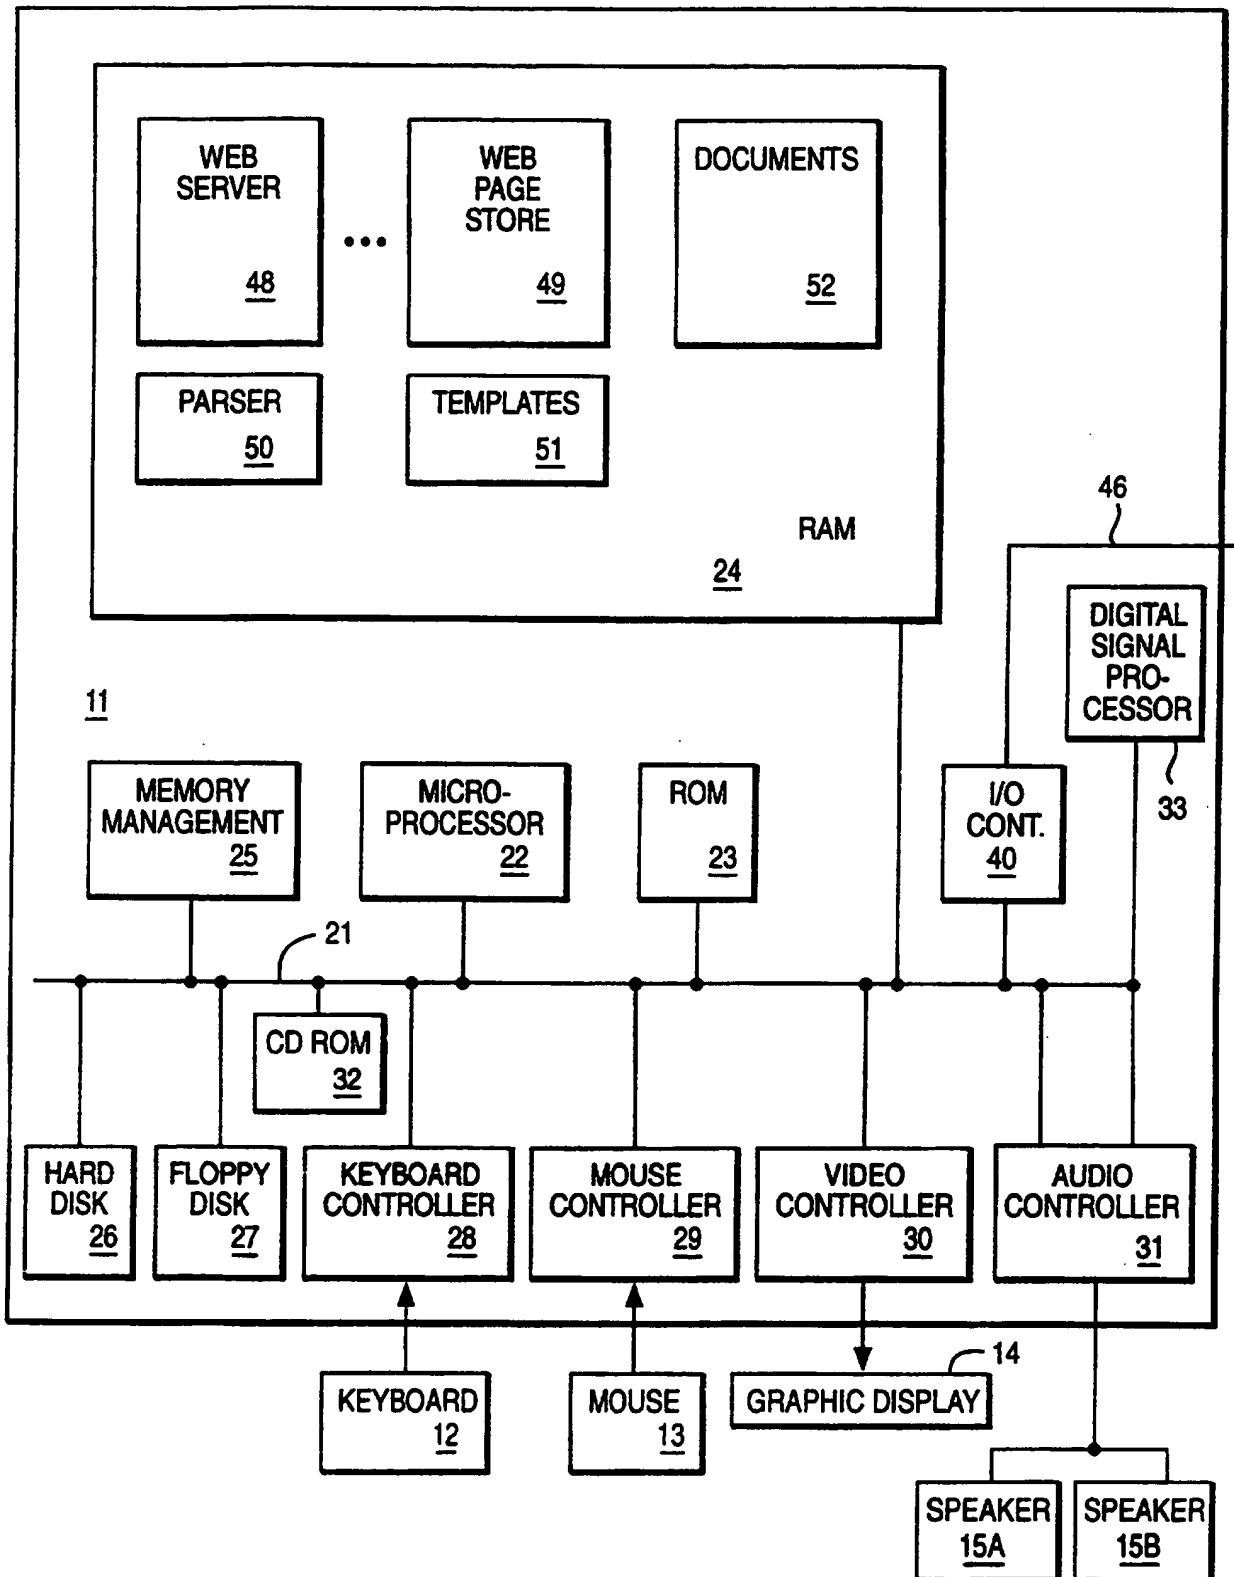 WEB
SERVER
48
WEB
PAGE
STORE
49
DOCUMENTS
52
PARSER
50
TEMPLATES
51
RAM
24
46
DIGITAL
SIGNAL
PRO-
CESSOR
33
11
MEMORY
MANAGEMENT
25
MICRO-
PROCESSOR
22
ROM
23
I/O
CONT.
40
21
CD ROM
32
HARD
DISK
26
FLOPPY
DISK
27
KEYBOARD
CONTROLLER
28
MOUSE
CONTROLLER
29
VIDEO
CONTROLLER
30
AUDIO
CONTROLLER
31
KEYBOARD
12
MOUSE
13
14
GRAPHIC DISPLAY
SPEAKER
15A
SPEAKER
15B